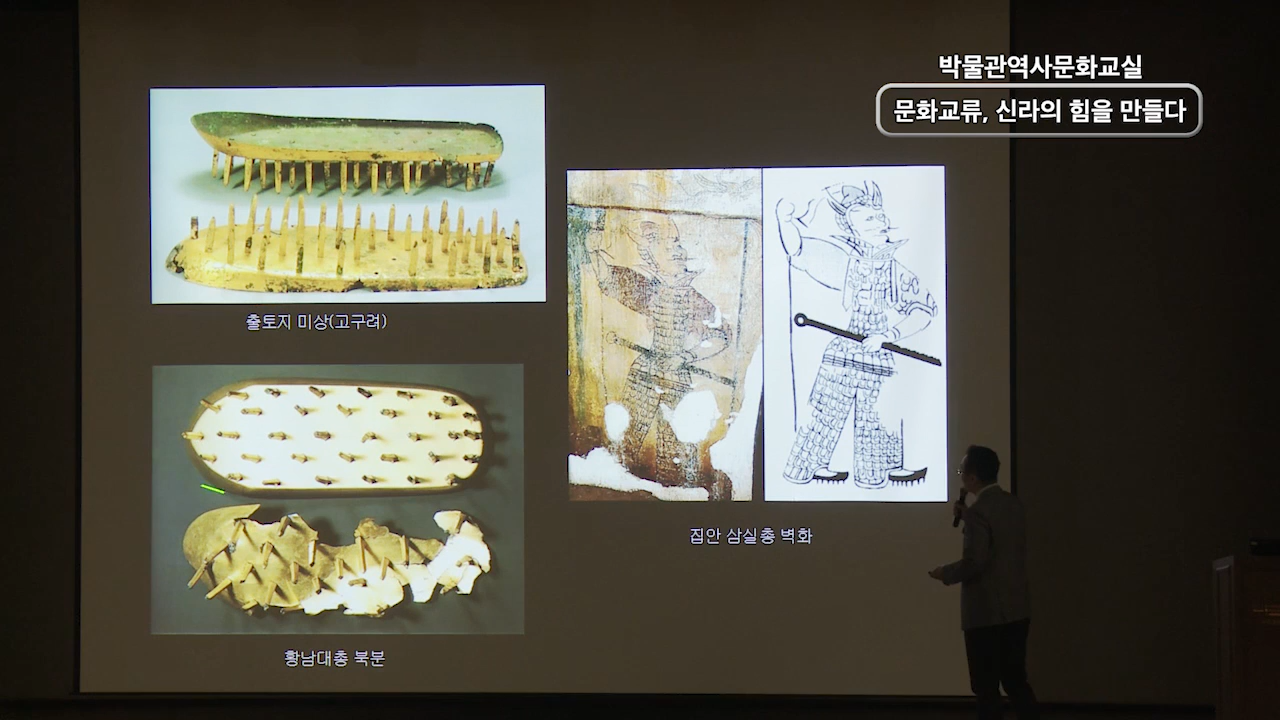 박물관역사문화교실
문화교류, 신라의 힘을 만들다
출토지 미상(고구려)
집안 삼실총 벽화
황남대총 북분